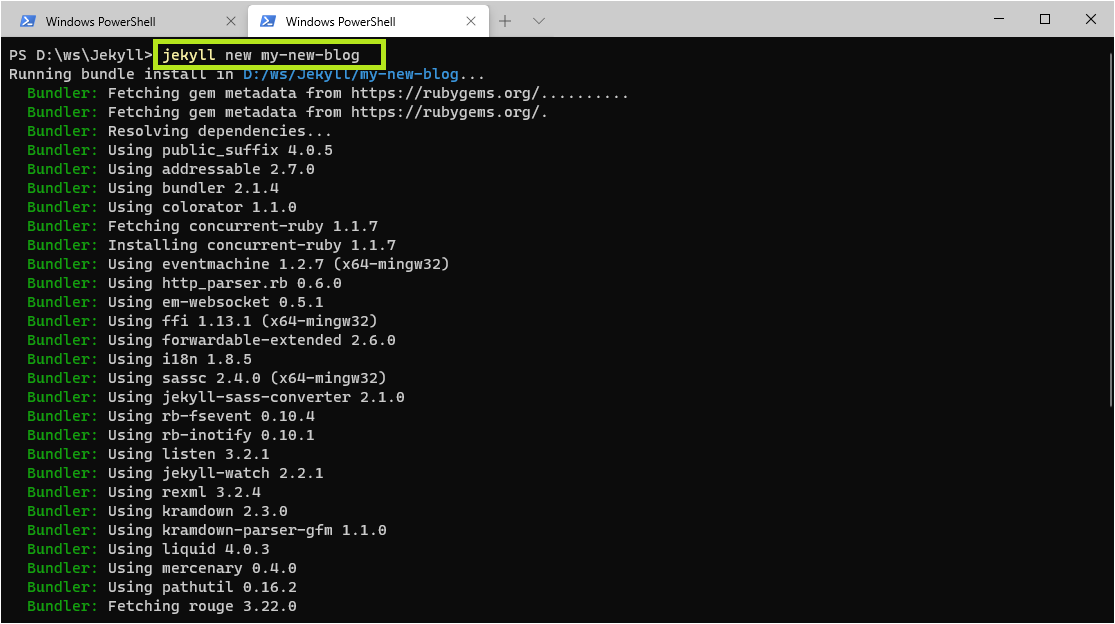 Windows PowerShell
Windows PowerShell
PS D:\ws\Jekyll> jekyll new my-new-blog
Running bundle install in D:/ws/Jekyll/my-new-blog...
Bundler: Fetching gem metadata from https://rubygems.org/..........
Bundler: Fetching gem metadata from https://rubygems.org/.
Bundler: Resolving dependencies...
Bundler: Using public_suffix 4.0.5
Bundler: Using addressable 2.7.0
Bundler: Using bundler 2.1.4
Bundler: Using colorator 1.1.0
Bundler: Fetching concurrent-ruby 1.1.7
Bundler: Installing concurrent-ruby 1.1.7
Bundler: Using eventmachine 1.2.7 (x64-mingw32)
Bundler: Using http_parser.rb 0.6.0
Bundler: Using em-websocket 0.5.1
Bundler: Using ffi 1.13.1 (x64-mingw32)
Bundler: Using forwardable-extended 2.6.0
Bundler: Using i18n 1.8.5
Bundler: Using sassc 2.4.0 (x64-mingw32)
Bundler: Using jekyll-sass-converter 2.1.0
Bundler: Using rb-fsevent 0.10.4
Bundler: Using rb-inotify 0.10.1
Bundler: Using listen 3.2.1
Bundler: Using jekyll-watch 2.2.1
Bundler: Using rexml 3.2.4
Bundler: Using kramdown 2.3.0
Bundler: Using kramdown-parser-gfm 1.1.0
Bundler: Using liquid 4.0.3
Bundler: Using mercenary 0.4.0
Bundler: Using pathutil 0.16.2
Bundler: Fetching rouge 3.22.0